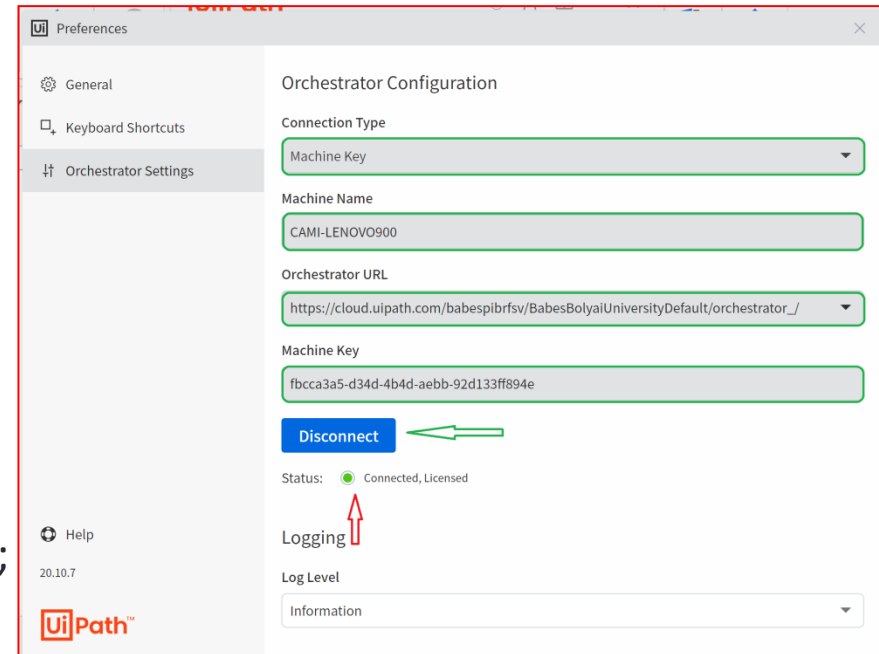 Preferences
General
Keyboard Shortcuts
Orchestrator Settings
Orchestrator Configuration
Connection Type
Machine Key
Machine Name
CAMI-LENOVO900
Orchestrator URL
https://cloud.uipath.com/babespibrfsv/BabesBolyaiUniversityDefault/orchestrator_/
Machine Key
fbcca3a5-d34d-4b4d-aebb-92d133ff894e
Disconnect
Status: Connected, Licensed
Logging
Log Level
Information
Help
;
20.10.7
UiPath™